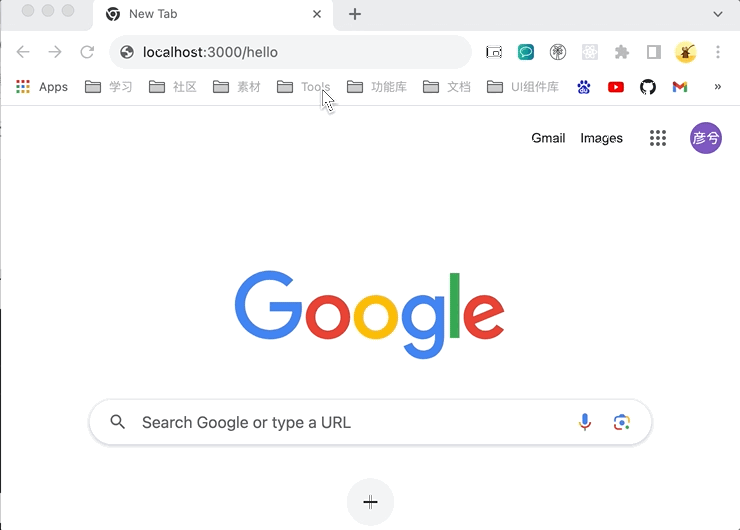 New Tab
localhost:3000/hello
Apps 学习 社区 素材 Tools 功能库 文档 UI组件库
Gmail Images 彦兮
Google
Search Google or type a URL